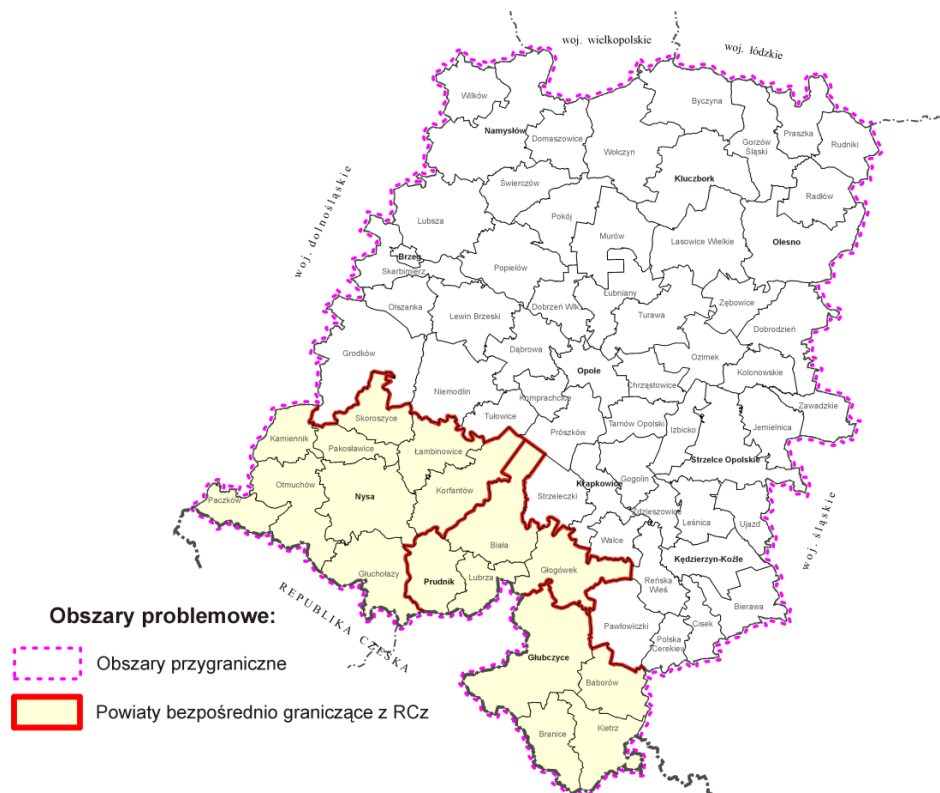 woj. wielkopolskie
woj. łódzkie
Wilków
Byczyna
Namysłów
Domaszowice
Praszka
Gorzów
Śląski
Rudniki
Wołczyn
Kluczbork
Świerczów
Radłów
woj. dolnośląskie
Lubsza
Pokój
Murów
Lasowice Wielkie
Olesno
Brzeg
Skarbimierz
Popielów
Olszanka
Lewin Brzeski
Dobrzeń Wlk.
Łubniany
Turawa
Zębowice
Dobrodzień
Grodków
Dąbrowa
Opole
Ozimek
Kolonowskie
Niemodlin
Komprachcice
Chrząstowice
Skoroszyce
Tułowice
Prószków
Tarnów Opolski
Izbicko
Jemielnica
Zawadzkie
Kamiennik
Pakosławice
Łambinowice
Strzelce Opolskie
Otmuchów
Nysa
Korfantów
Strzeleczki
Krapkowice
Gogolin
Paczków
Zdzieszowice
Leśnica
Ujazd
woj. śląskie
Biała
Walce
Kędzierzyn-Koźle
Głuchołazy
Prudnik
Lubrza
Głogówek
Reńska
Wieś
Bierawa
REPUBLIKA CZESKA
Pawłowiczki
Polska
Cerekiew
Cisek
Głubczyce
Baborów
Branice
Kietrz
Obszary problemowe:
Obszary przygraniczne
Powiaty bezpośrednio graniczące z RCz